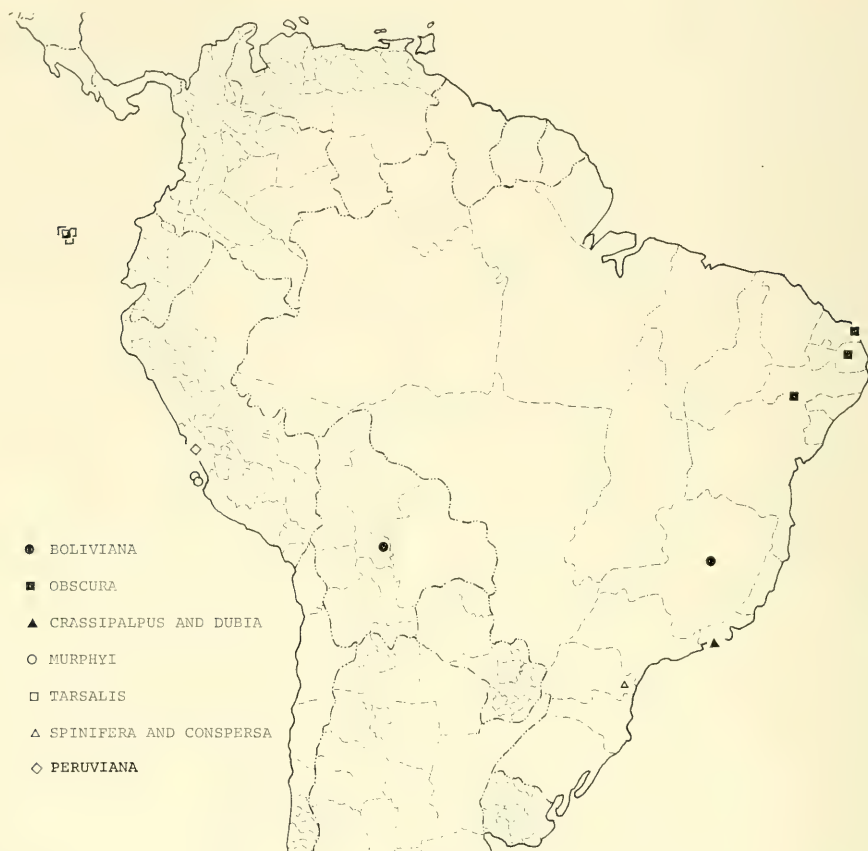 BOLIVIANA
OBSCURA
CRASSIPALPUS AND DUBIA
MURPHYI
TARSALIS
SPINIFERA AND CONSPERSA
PERUVIANA